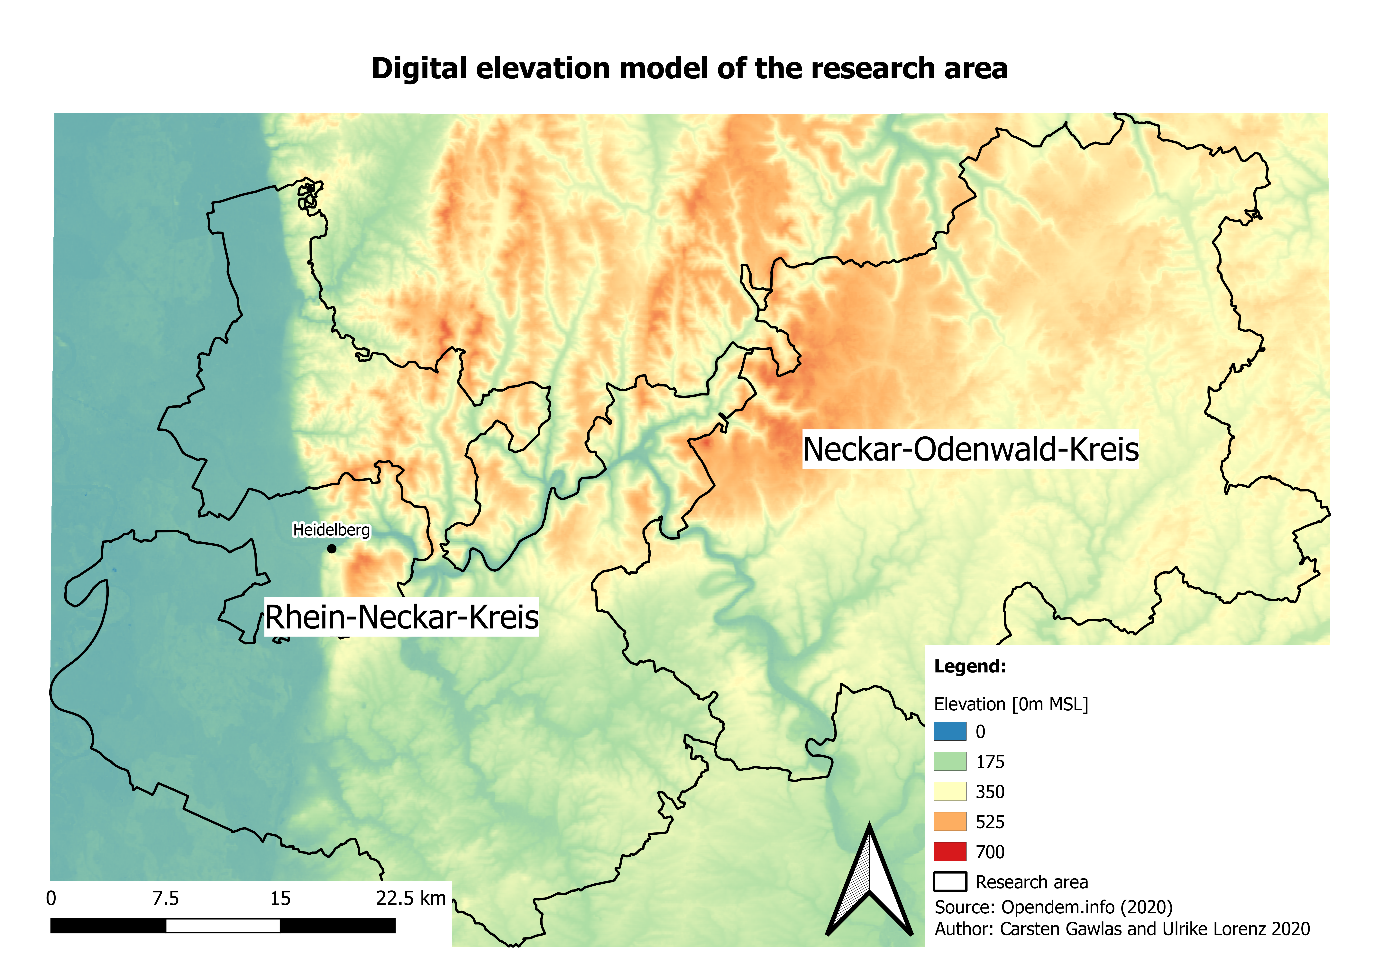 Digital elevation model of the research area
Neckar-Odenwald-Kreis
Heidelberg
Rhein-Neckar-Kreis
Legend:
Elevation [0m MSL]
0
175
350
525
700
Research area
Source: Opendem.info (2020)
Author: Carsten Gawlas and Ulrike Lorenz 2020
0 7.5 15 22.5 km